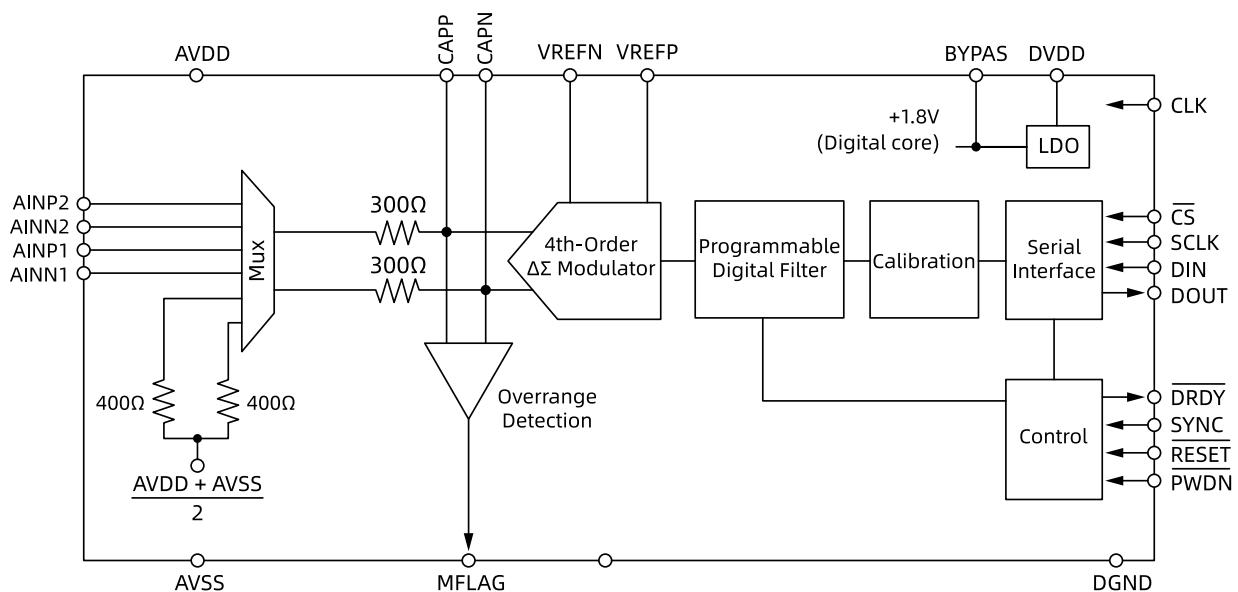 AVDD
CAPP
CAPN
VREFN
VREFP
BYPAS
DVDD
CLK
+1.8V
(Digital core)
LDO
AINP2
AINN2
AINP1
AINN1
Mux
300Ω
300Ω
4th-Order
ΔΣ Modulator
Programmable
Digital Filter
Calibration
Serial
Interface
CS
SCLK
DIN
DOUT
400Ω
400Ω
Overrange
Detection
Control
DRDY
SYNC
RESET
PWDN
AVDD + AVSS
2
AVSS
MFLAG
DGND